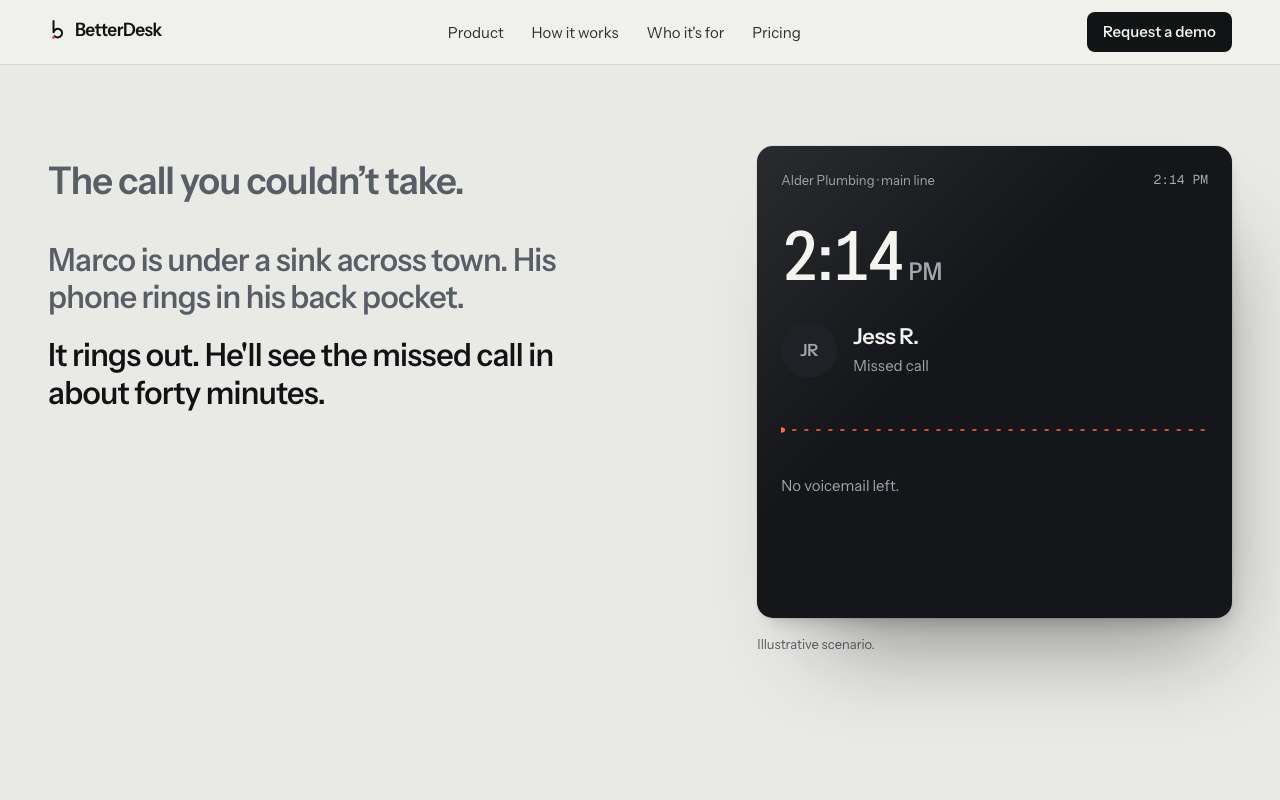 BetterDesk
Product
How it works
Who it's for
Pricing
Request a demo
The call you couldn’t take.
Marco is under a sink across town. His
phone rings in his back pocket.
It rings out. He'll see the missed call in
about forty minutes.
Alder Plumbing · main line
2:14 PM
2:14 PM
JR
Jess R.
Missed call
No voicemail left.
Illustrative scenario.